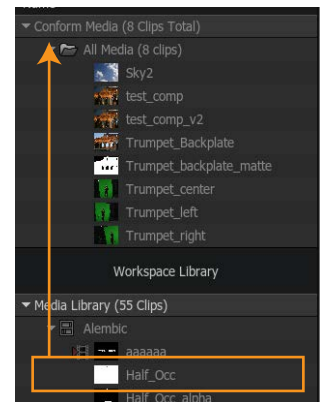 Conform Media (8 Clips Total)
All Media (8 clips)
Sky2
test_comp
test_comp_v2
Trumpet_Backplate
Trumpet_backplate_matte
Trumpet_center
Trumpet_left
Trumpet_right
Workspace Library
Media Library (55 Clips)
Alembic
aaaaaa
Half_Occ
Half_Occ_alpha